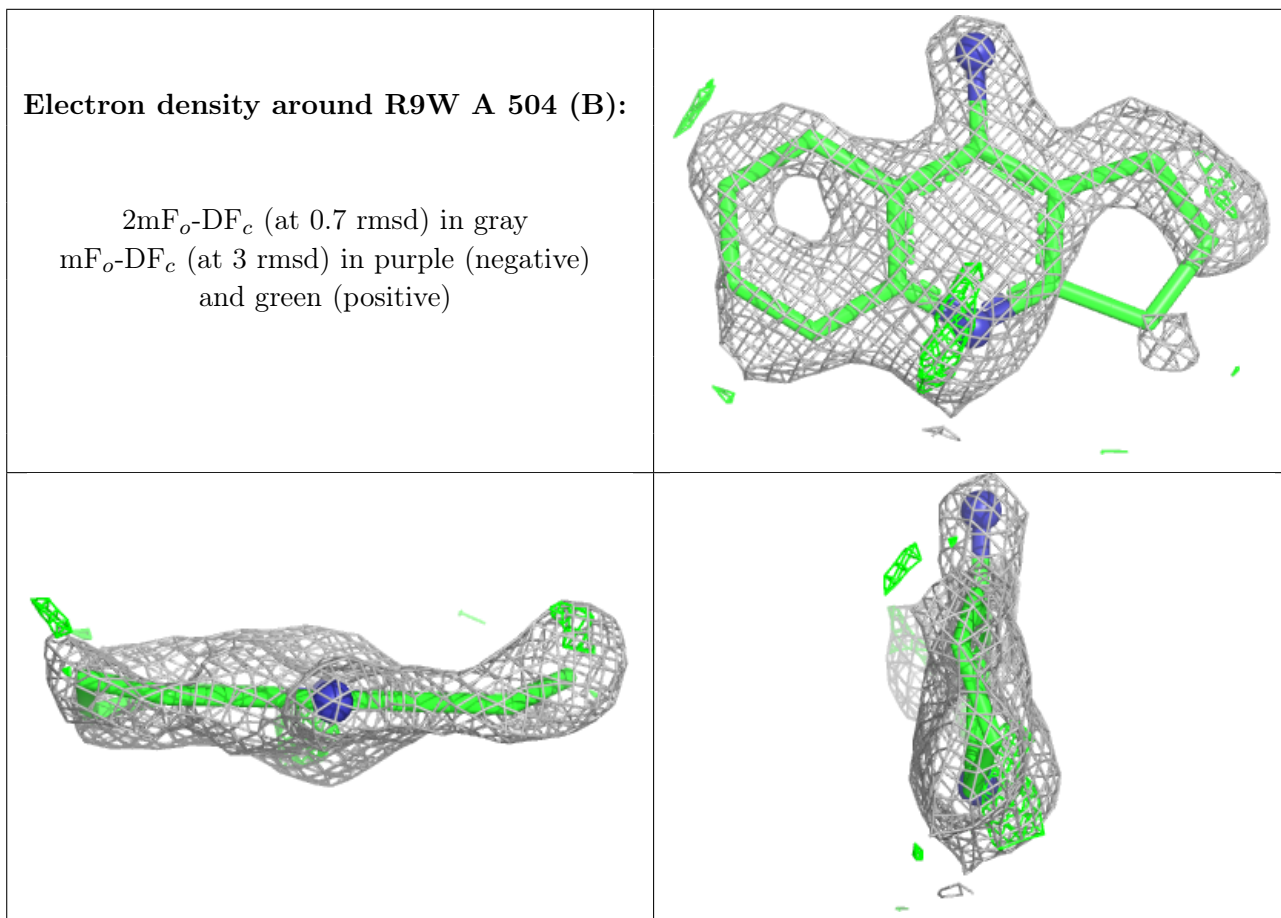 Electron density around R9W A 504 (B):
2mFo-DFc (at 0.7 rmsd) in gray
mFo-DFc (at 3 rmsd) in purple (negative)
and green (positive)